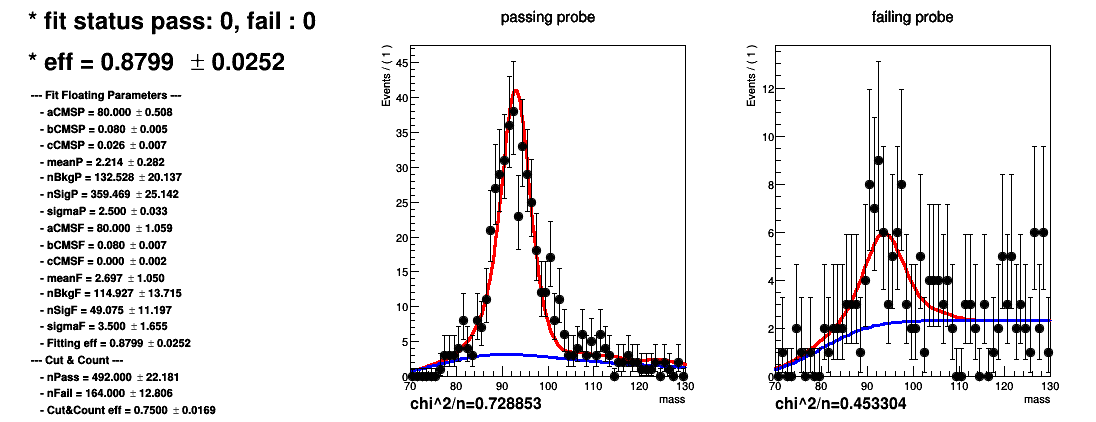 * fit status pass: 0, fail : 0
* eff = 0.8799 ± 0.0252
--- Fit Floating Parameters ---
- aCMSP = 80.000 ± 0.508
- bCMSP = 0.080 ± 0.005
- cCMSP = 0.026 ± 0.007
- meanP = 2.214 ± 0.282
- nBkgP = 132.528 ± 20.137
- nSigP = 359.469 ± 25.142
- sigmaP = 2.500 ± 0.033
- aCMSF = 80.000 ± 1.059
- bCMSF = 0.080 ± 0.007
- cCMSF = 0.000 ± 0.002
- meanF = 2.697 ± 1.050
- nBkgF = 114.927 ± 13.715
- nSigF = 49.075 ± 11.197
- sigmaF = 3.500 ± 1.655
- Fitting eff = 0.8799 ± 0.0252
--- Cut & Count ---
- nPass = 492.000 ± 22.181
- nFail = 164.000 ± 12.806
- Cut&Count eff = 0.7500 ± 0.0169
passing probe
Events / ( 1 )
45
40
35
30
25
20
15
10
5
0
70 80 90 100 110 120 130
mass
chi^2/n=0.728853
failing probe
Events / ( 1 )
12
10
8
6
4
2
0
70 80 90 100 110 120 130
mass
chi^2/n=0.453304